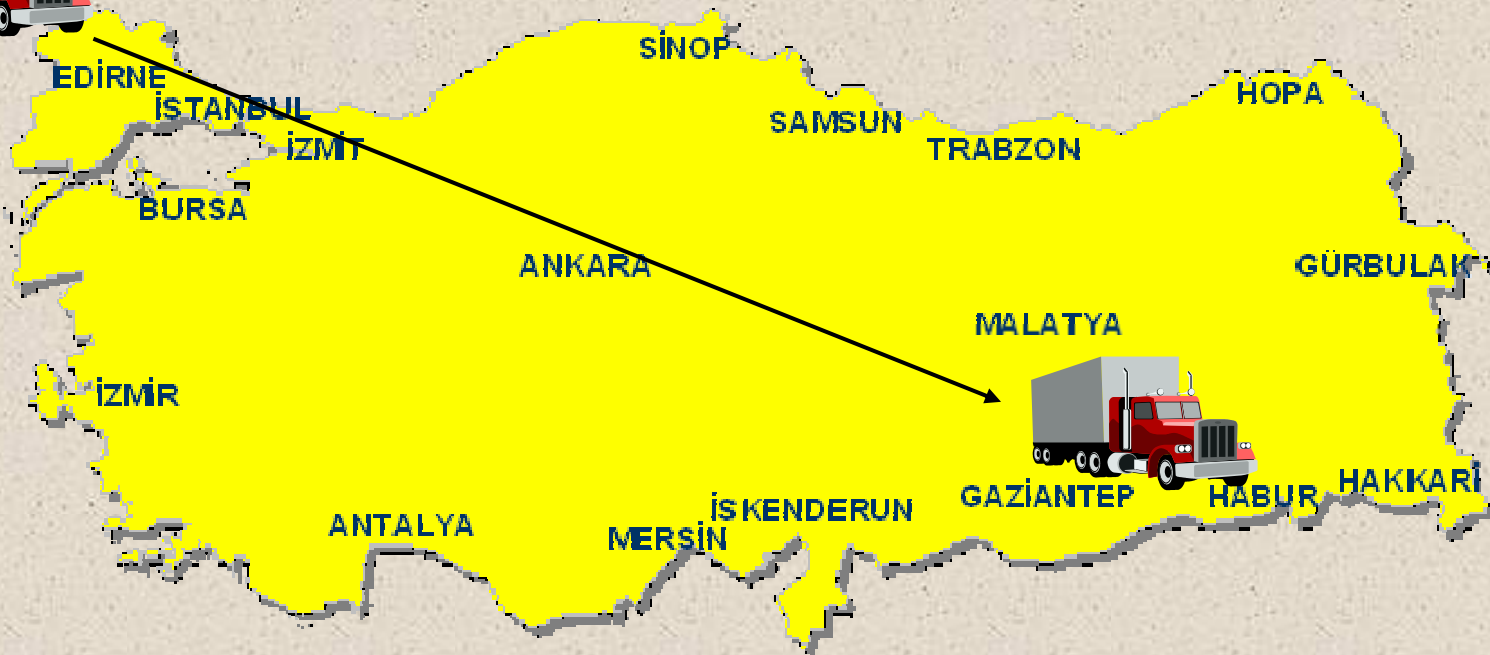 SİNOP
EDİRNE
HOPA
İSTANBUL
SAMSUN
İZMİT
TRABZON
BURSA
ANKARA
GÜRBULAK
MALATYA
İZMİR
HAKKARİ
GAZİANTEP
HABUR
İSKENDERUN
ANTALYA
MERSİN